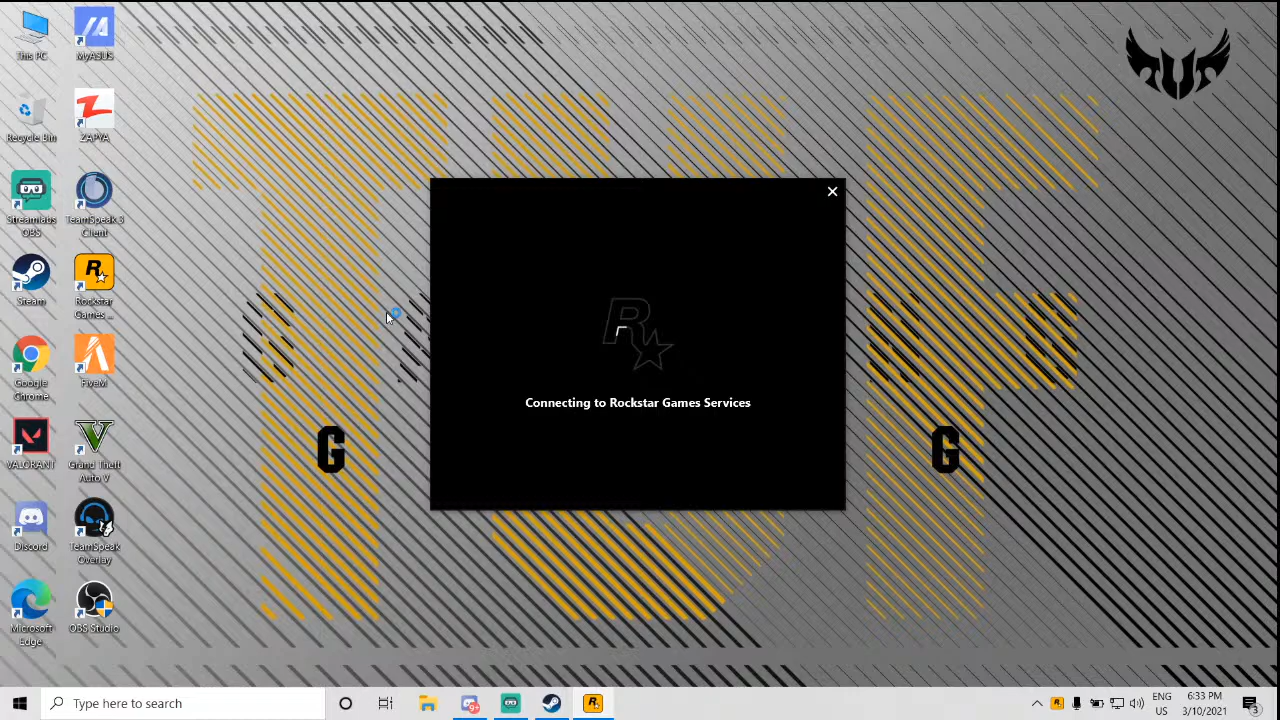 This PC
MyASUS
Recycle Bin
ZAPYA
Streamlabs
OBS
TeamSpeak 3
Client
Steam
Rockstar
Games ...
Google
Chrome
FiveM
VALORANT
Grand Theft
Auto V
Discord
TeamSpeak
Overlay
Microsoft
Edge
OBS Studio
R
Connecting to Rockstar Games Services
G
G
Type here to search
9+
ENG
US
6:33 PM
3/10/2021
3